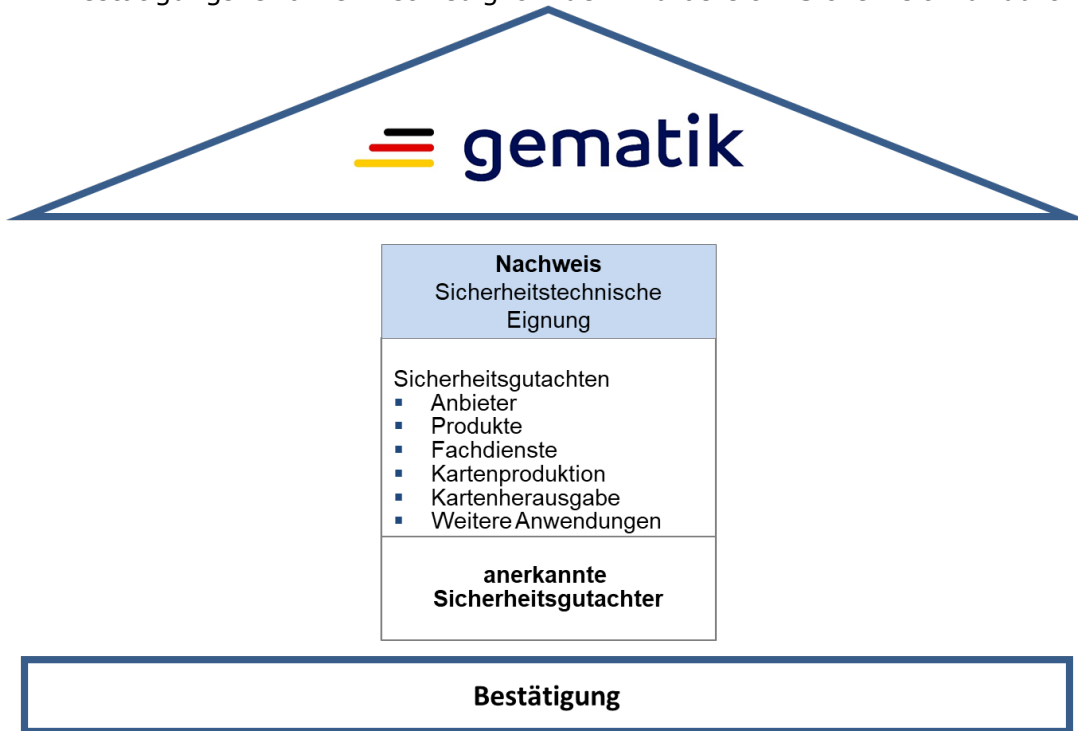 gematik
Nachweis
Sicherheitstechnische
Eignung
Sicherheitsgutachten
▪ Anbieter
▪ Produkte
▪ Fachdienste
▪ Kartenproduktion
▪ Kartenherausgabe
▪ Weitere Anwendungen
anerkannte
Sicherheitsgutachter
Bestätigung